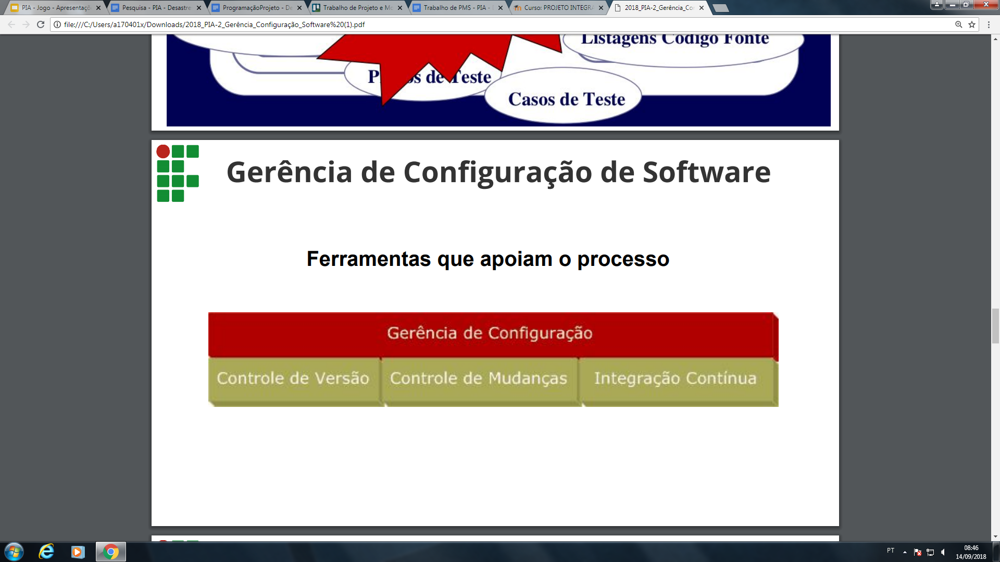 PIA - Jogo - Apresentaçõ
Pesquisa - PIA - Desastre
ProgramaçãoProjeto - De
Trabalho de Projeto e Mo
Trabalho de PMS - PIA -
Curso: PROJETO INTEGRA
2018_PIA-2_Gerência_Co
file:///C:/Users/a170401x/Downloads/2018_PIA-2_Gerência_Configuração_Software%20(1).pdf
Listagens Código Fonte
de Teste
Casos de Teste
Gerência de Configuração de Software
Ferramentas que apoiam o processo
Gerência de Configuração
Controle de Versão
Controle de Mudanças
Integração Contínua
PT
08:46
14/09/2018